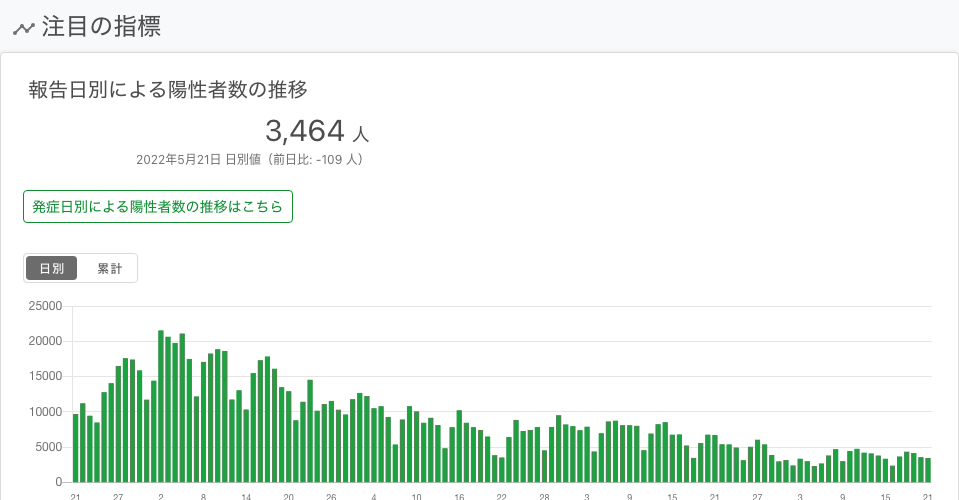 注目の指標
報告日別による陽性者数の推移
3,464 人
2022年5月21日 日別値（前日比: -109 人）
発症日別による陽性者数の推移はこちら
日別 累計
25000
20000
15000
10000
5000
0
21 27 2 8 14 20 26 4 10 16 22 28 3 9 15 21 27 3 9 15 21